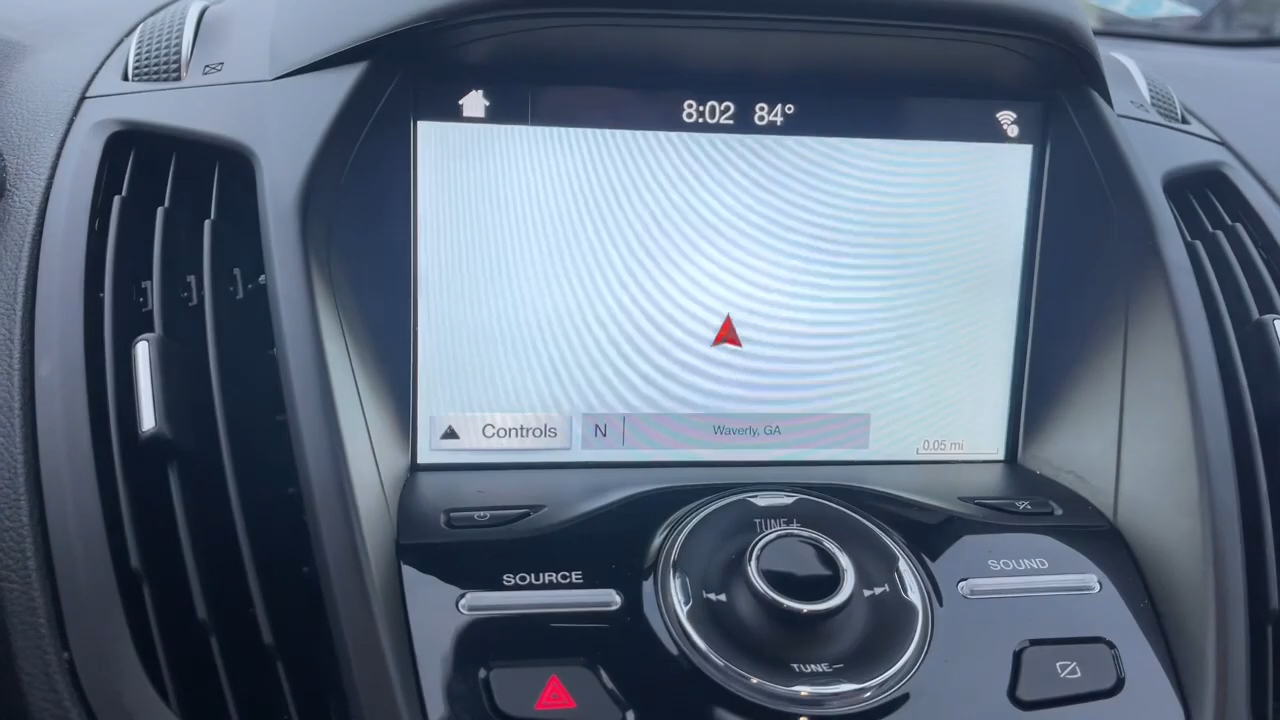 8:02 84°
Controls
N
Waverly, GA
0.05 mi
TUNE+
SOURCE
SOUND
TUNE−